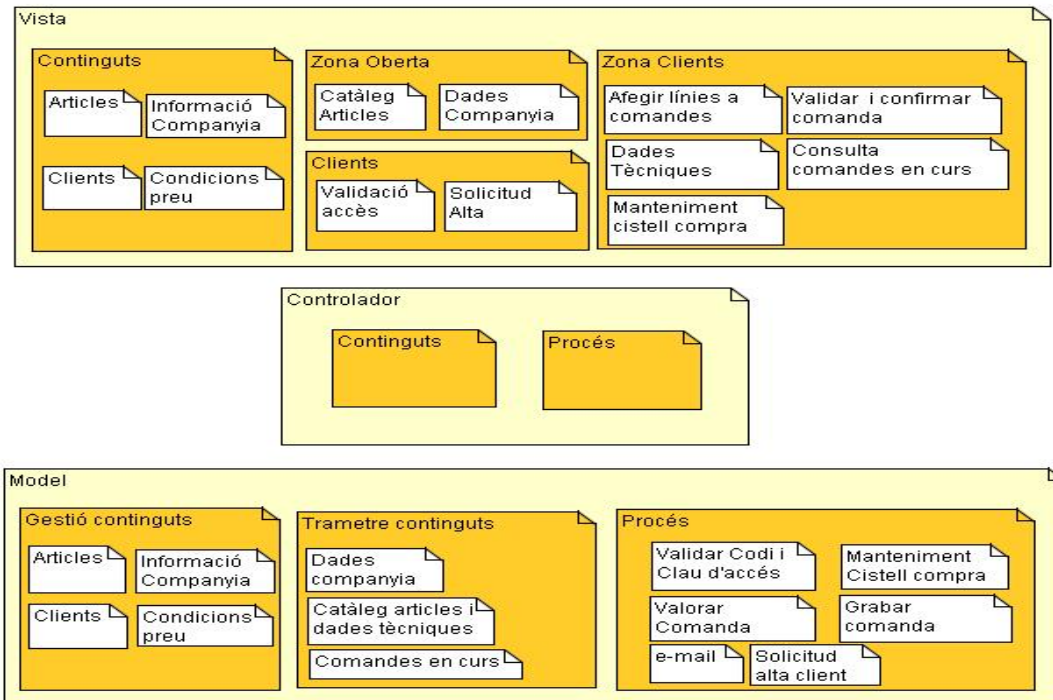 Vista
Continguts
Articles
Informació
Companyia
Clients
Condicions
preu
Zona Oberta
Catàleg
Articles
Dades
Companyia
Clients
Validació
accès
Solicitud
Alta
Zona Clients
Afegir línies a
comandes
Validar i confirmar
comanda
Dades
Tècniques
Consulta
comandes en curs
Manteniment
cistell compra
Controlador
Continguts
Procés
Model
Gestió continguts
Articles
Informació
Companyia
Clients
Condicions
preu
Trametre continguts
Dades
companyia
Catàleg articles i
dades tècniques
Comandes en curs
Procés
Validar Codi i
Clau d'accés
Manteniment
Cistell compra
Valorar
Comanda
Grabar
comanda
e-mail
Solicitud
alta client